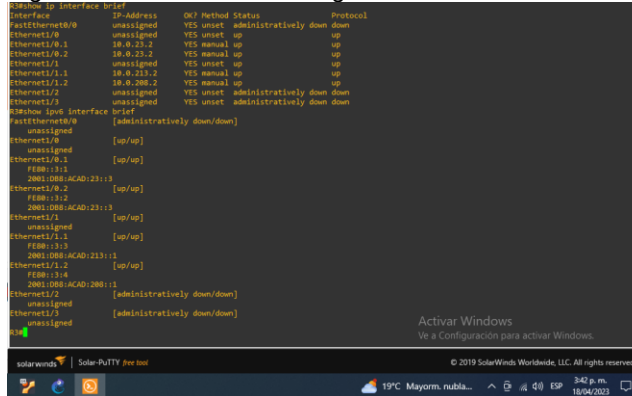 R3#show ip interface brief
Interface IP-Address OK? Method Status Protocol
FastEthernet0/0 unassigned YES unset administratively down down
Ethernet1/0 unassigned YES unset up up
Ethernet1/0.1 10.0.23.2 YES manual up up
Ethernet1/0.2 10.0.23.2 YES manual up up
Ethernet1/1 unassigned YES unset up up
Ethernet1/1.1 10.0.213.2 YES manual up up
Ethernet1/1.2 10.0.208.2 YES manual up up
Ethernet1/2 unassigned YES unset administratively down down
Ethernet1/3 unassigned YES unset administratively down down
R3#show ipv6 interface brief
FastEthernet0/0 [administratively down/down]
unassigned
Ethernet1/0 [up/up]
unassigned
Ethernet1/0.1 [up/up]
FE80::3:1
2001:DB8:ACAD:23::3
Ethernet1/0.2 [up/up]
FE80::3:2
2001:DB8:ACAD:23::3
Ethernet1/1 [up/up]
unassigned
Ethernet1/1.1 [up/up]
FE80::3:3
2001:DB8:ACAD:213::1
Ethernet1/1.2 [up/up]
FE80::3:4
2001:DB8:ACAD:208::1
Ethernet1/2 [administratively down/down]
unassigned
Ethernet1/3 [administratively down/down]
unassigned
R3#
Activar Windows
Ve a Configuración para activar Windows.
solarwinds | Solar-PuTTY free tool © 2019 SolarWinds Worldwide, LLC. All rights reserved
19°C Mayorm. nubla... ESP 3:42 p. m.
18/04/2023